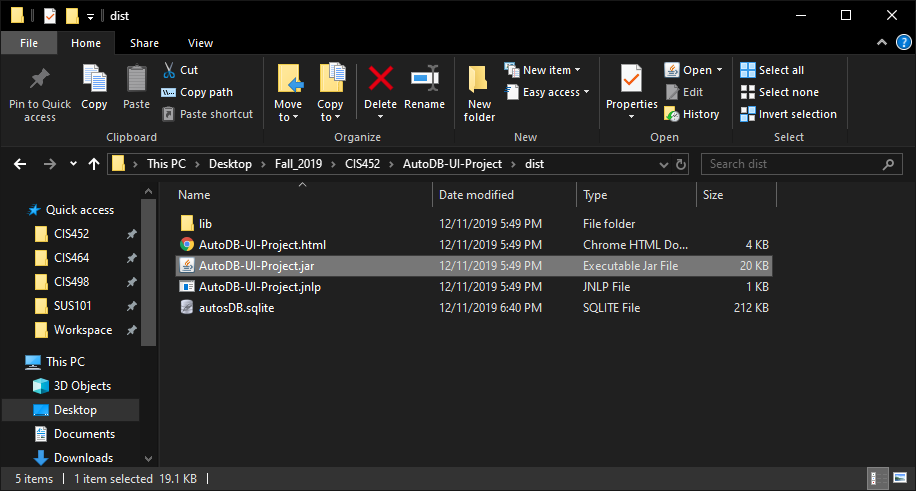 dist
File Home Share View
Pin to Quick access
Copy
Paste
Cut
Copy path
Paste shortcut
Clipboard
Move to
Copy to
Delete
Rename
Organize
New folder
New item
Easy access
New
Properties
Open
Edit
History
Open
Select all
Select none
Invert selection
Select
This PC > Desktop > Fall_2019 > CIS452 > AutoDB-UI-Project > dist
Search dist
Quick access
CIS452
CIS464
CIS498
SUS101
Workspace
This PC
3D Objects
Desktop
Documents
Downloads
Name Date modified Type Size
lib 12/11/2019 5:49 PM File folder
AutoDB-UI-Project.html 12/11/2019 5:49 PM Chrome HTML Do... 4 KB
AutoDB-UI-Project.jar 12/11/2019 5:49 PM Executable Jar File 20 KB
AutoDB-UI-Project.jnlp 12/11/2019 5:49 PM JNLP File 1 KB
autosDB.sqlite 12/11/2019 6:40 PM SQLITE File 212 KB
5 items 1 item selected 19.1 KB